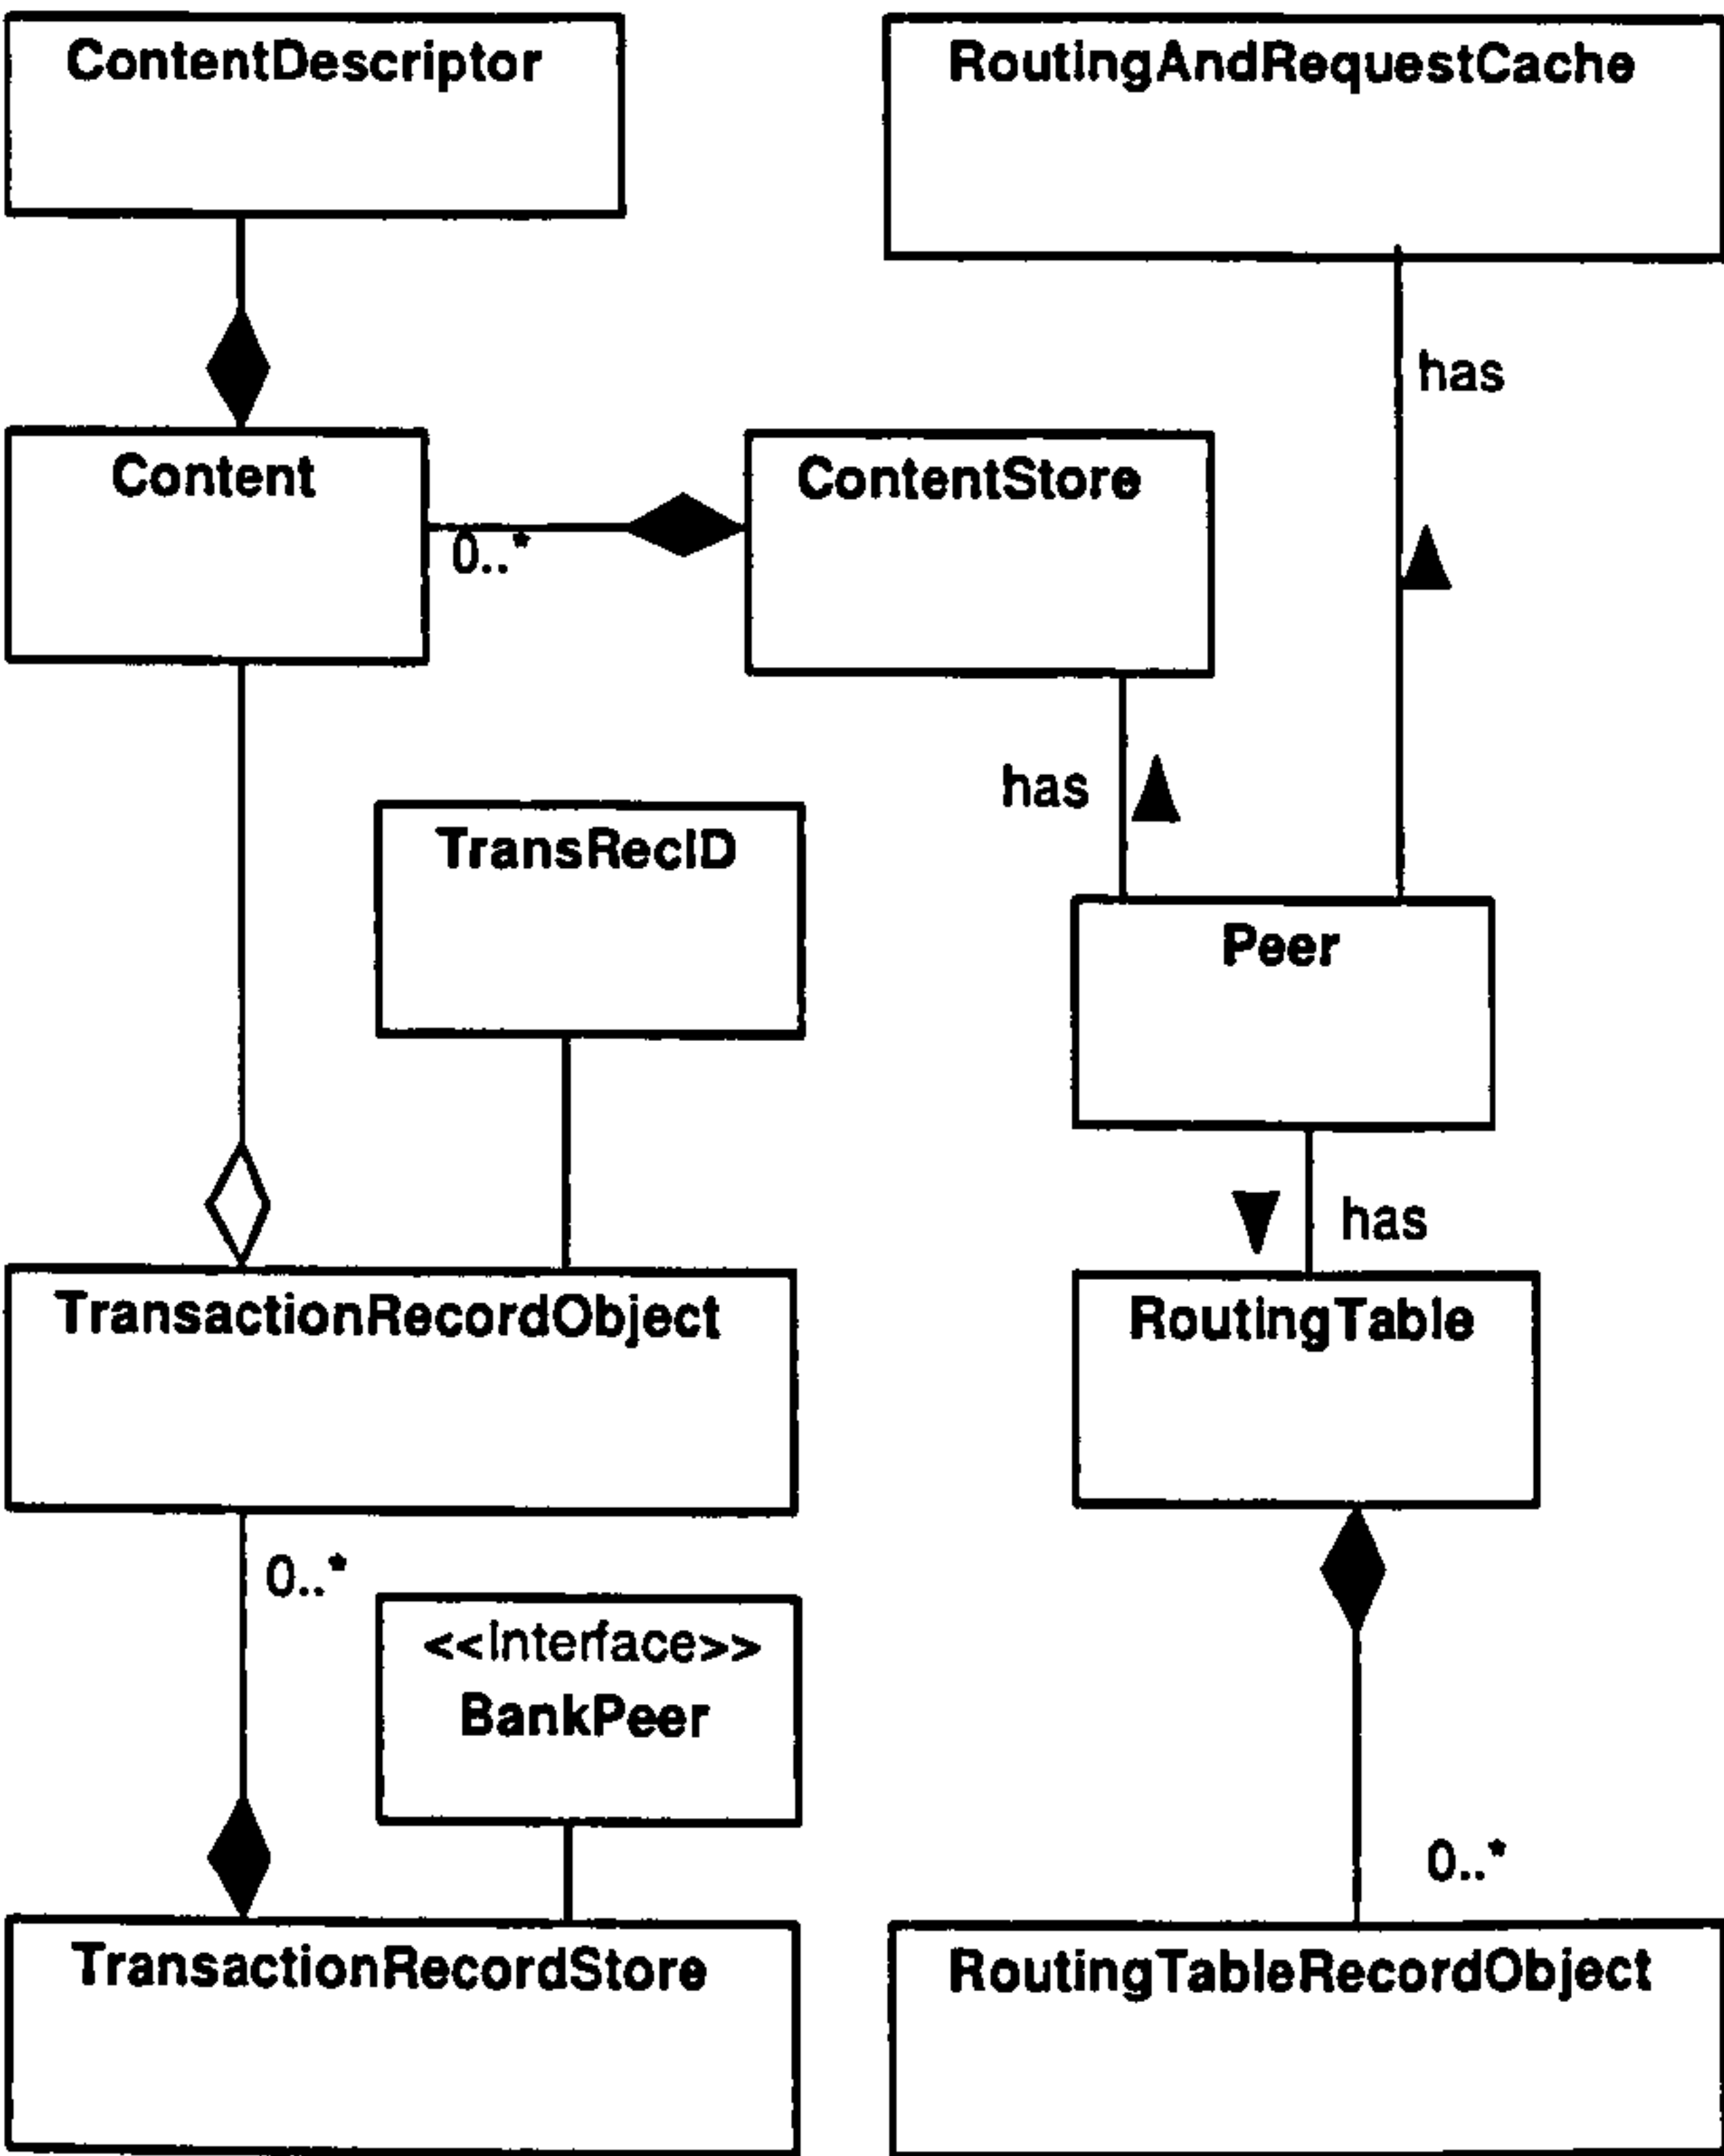 ContentDescriptor
RoutingAndRequestCache
has
Content
ContentStore
0..*
has
TransRecID
Peer
has
TransactionRecordObject
RoutingTable
0..*
<<Interface>>
BankPeer
0..*
TransactionRecordStore
RoutingTableRecordObject